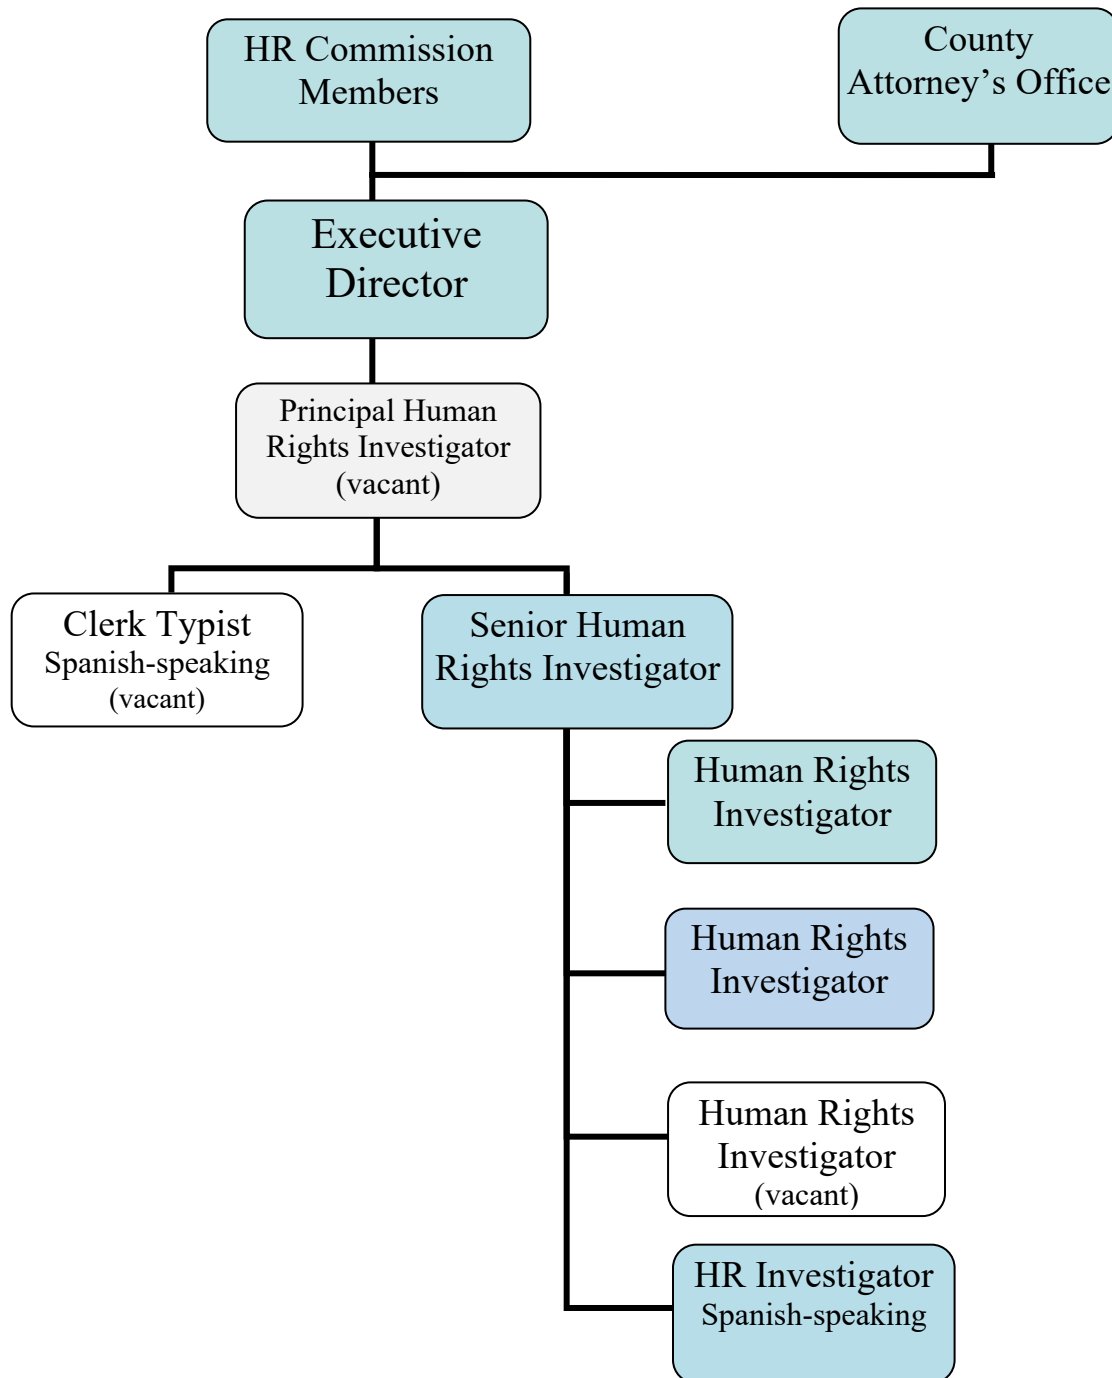 HR Commission
Members
County
Attorney’s Office
Executive
Director
Principal Human
Rights Investigator
(vacant)
Clerk Typist
Spanish-speaking
(vacant)
Senior Human
Rights Investigator
Human Rights
Investigator
Human Rights
Investigator
Human Rights
Investigator
(vacant)
HR Investigator
Spanish-speaking